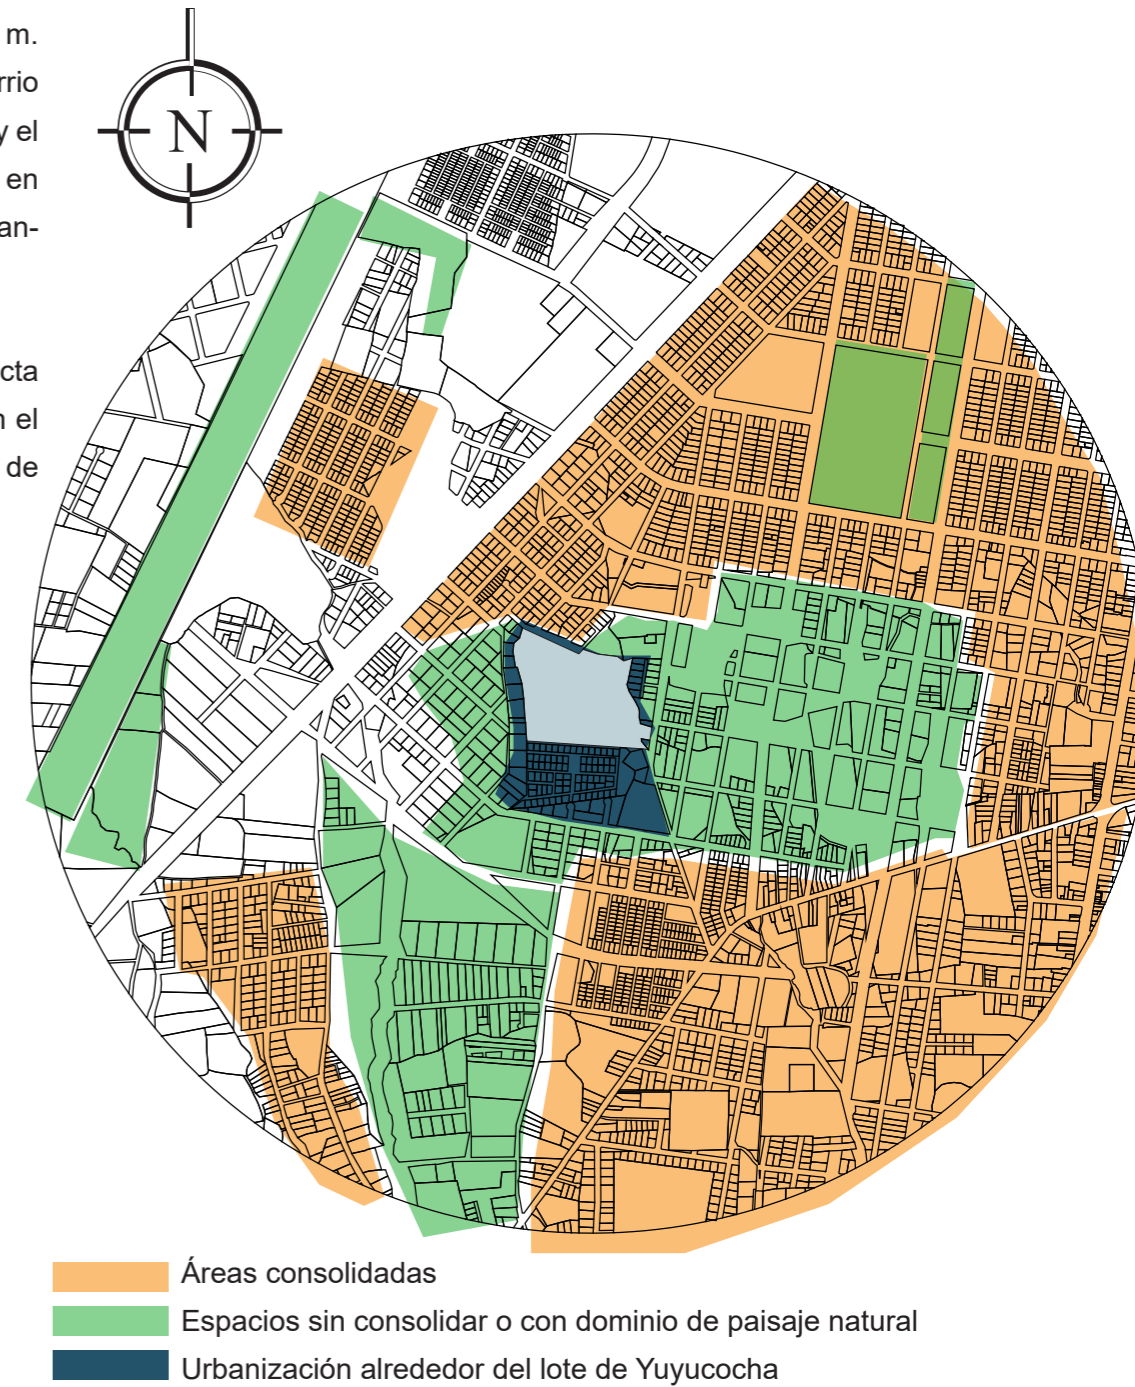 m.
rrio
y el
en
an-
N
cta
n el
de
Áreas consolidadas
Espacios sin consolidar o con dominio de paisaje natural
Urbanización alrededor del lote de Yuyucocha